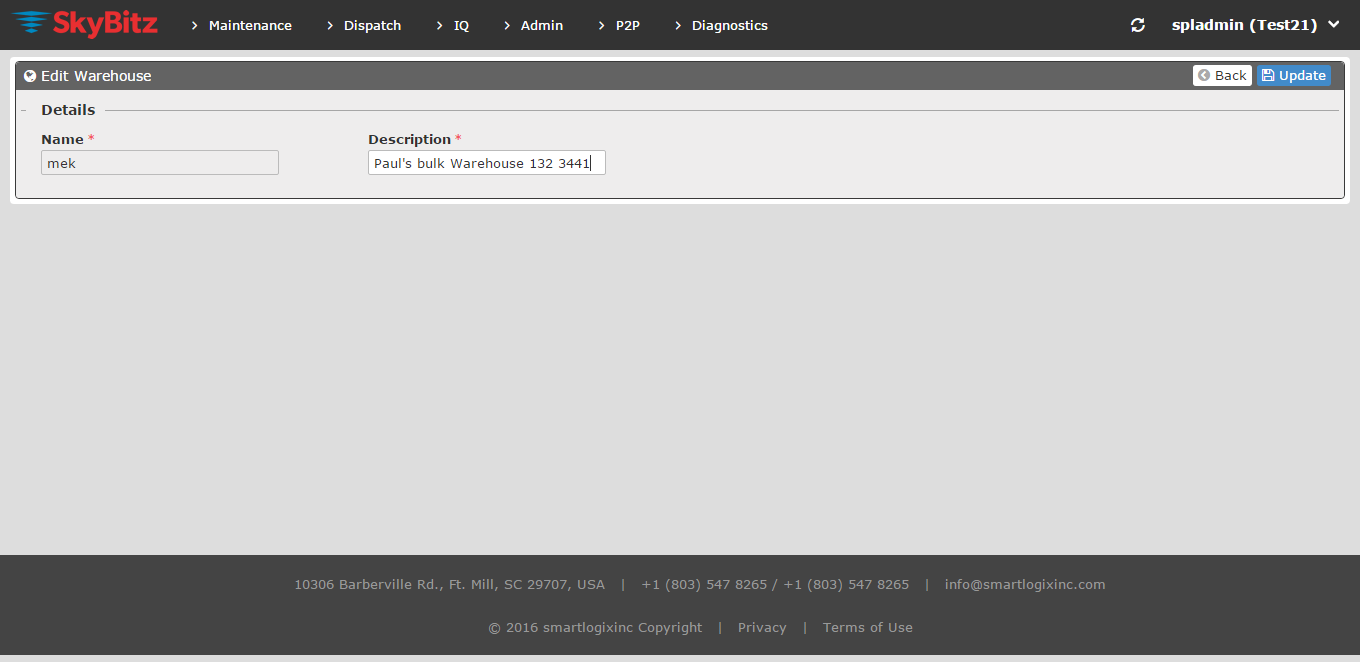 SkyBitz Maintenance Dispatch IQ Admin P2P Diagnostics spladmin (Test21)
Edit Warehouse Back Update
Details
Name * Description *
mek Paul's bulk Warehouse 132 3441
10306 Barberville Rd., Ft. Mill, SC 29707, USA | +1 (803) 547 8265 / +1 (803) 547 8265 | info@smartlogixinc.com
© 2016 smartlogixinc Copyright | Privacy | Terms of Use